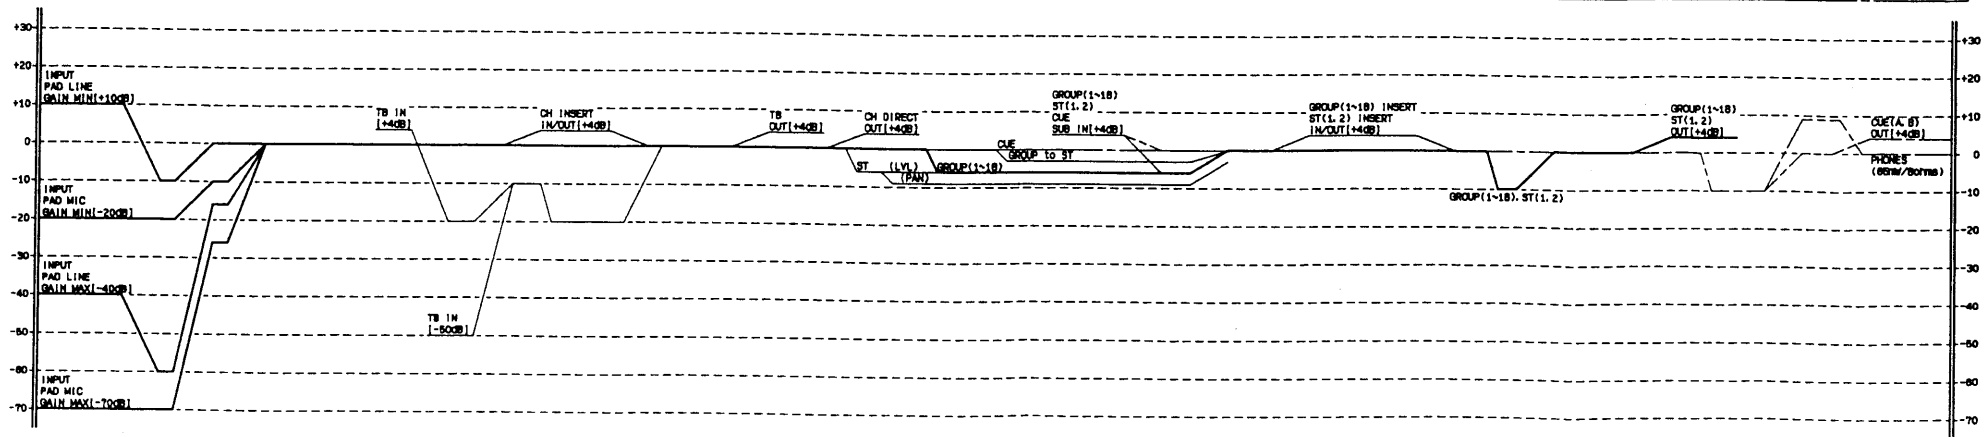 +30
+20
+10
0
-10
-20
-30
-40
-50
-60
-70
INPUT
PAD LINE
GAIN MIN[+10dB]
INPUT
PAD MIC
GAIN MIN[-20dB]
INPUT
PAD LINE
GAIN MAX[-40dB]
INPUT
PAD MIC
GAIN MAX[-70dB]
TB IN
[+4dB]
TB IN
[-50dB]
CH INSERT
IN/OUT[+4dB]
TB
OUT[+4dB]
CH DIRECT
OUT[+4dB]
ST (LVL)
(PAN)
GROUP(1~18)
CUE
GROUP to ST
GROUP(1~18)
ST(1,2)
CUE
SUB IN[+4dB]
GROUP(1~18) INSERT
ST(1,2) INSERT
IN/OUT[+4dB]
GROUP(1~18).ST(1,2)
GROUP(1~18)
ST(1,2)
OUT[+4dB]
CUE(A,B)
OUT[+4dB]
PHONES
(65mW/8ohms)
+30
+20
+10
0
-10
-20
-30
-40
-50
-60
-70